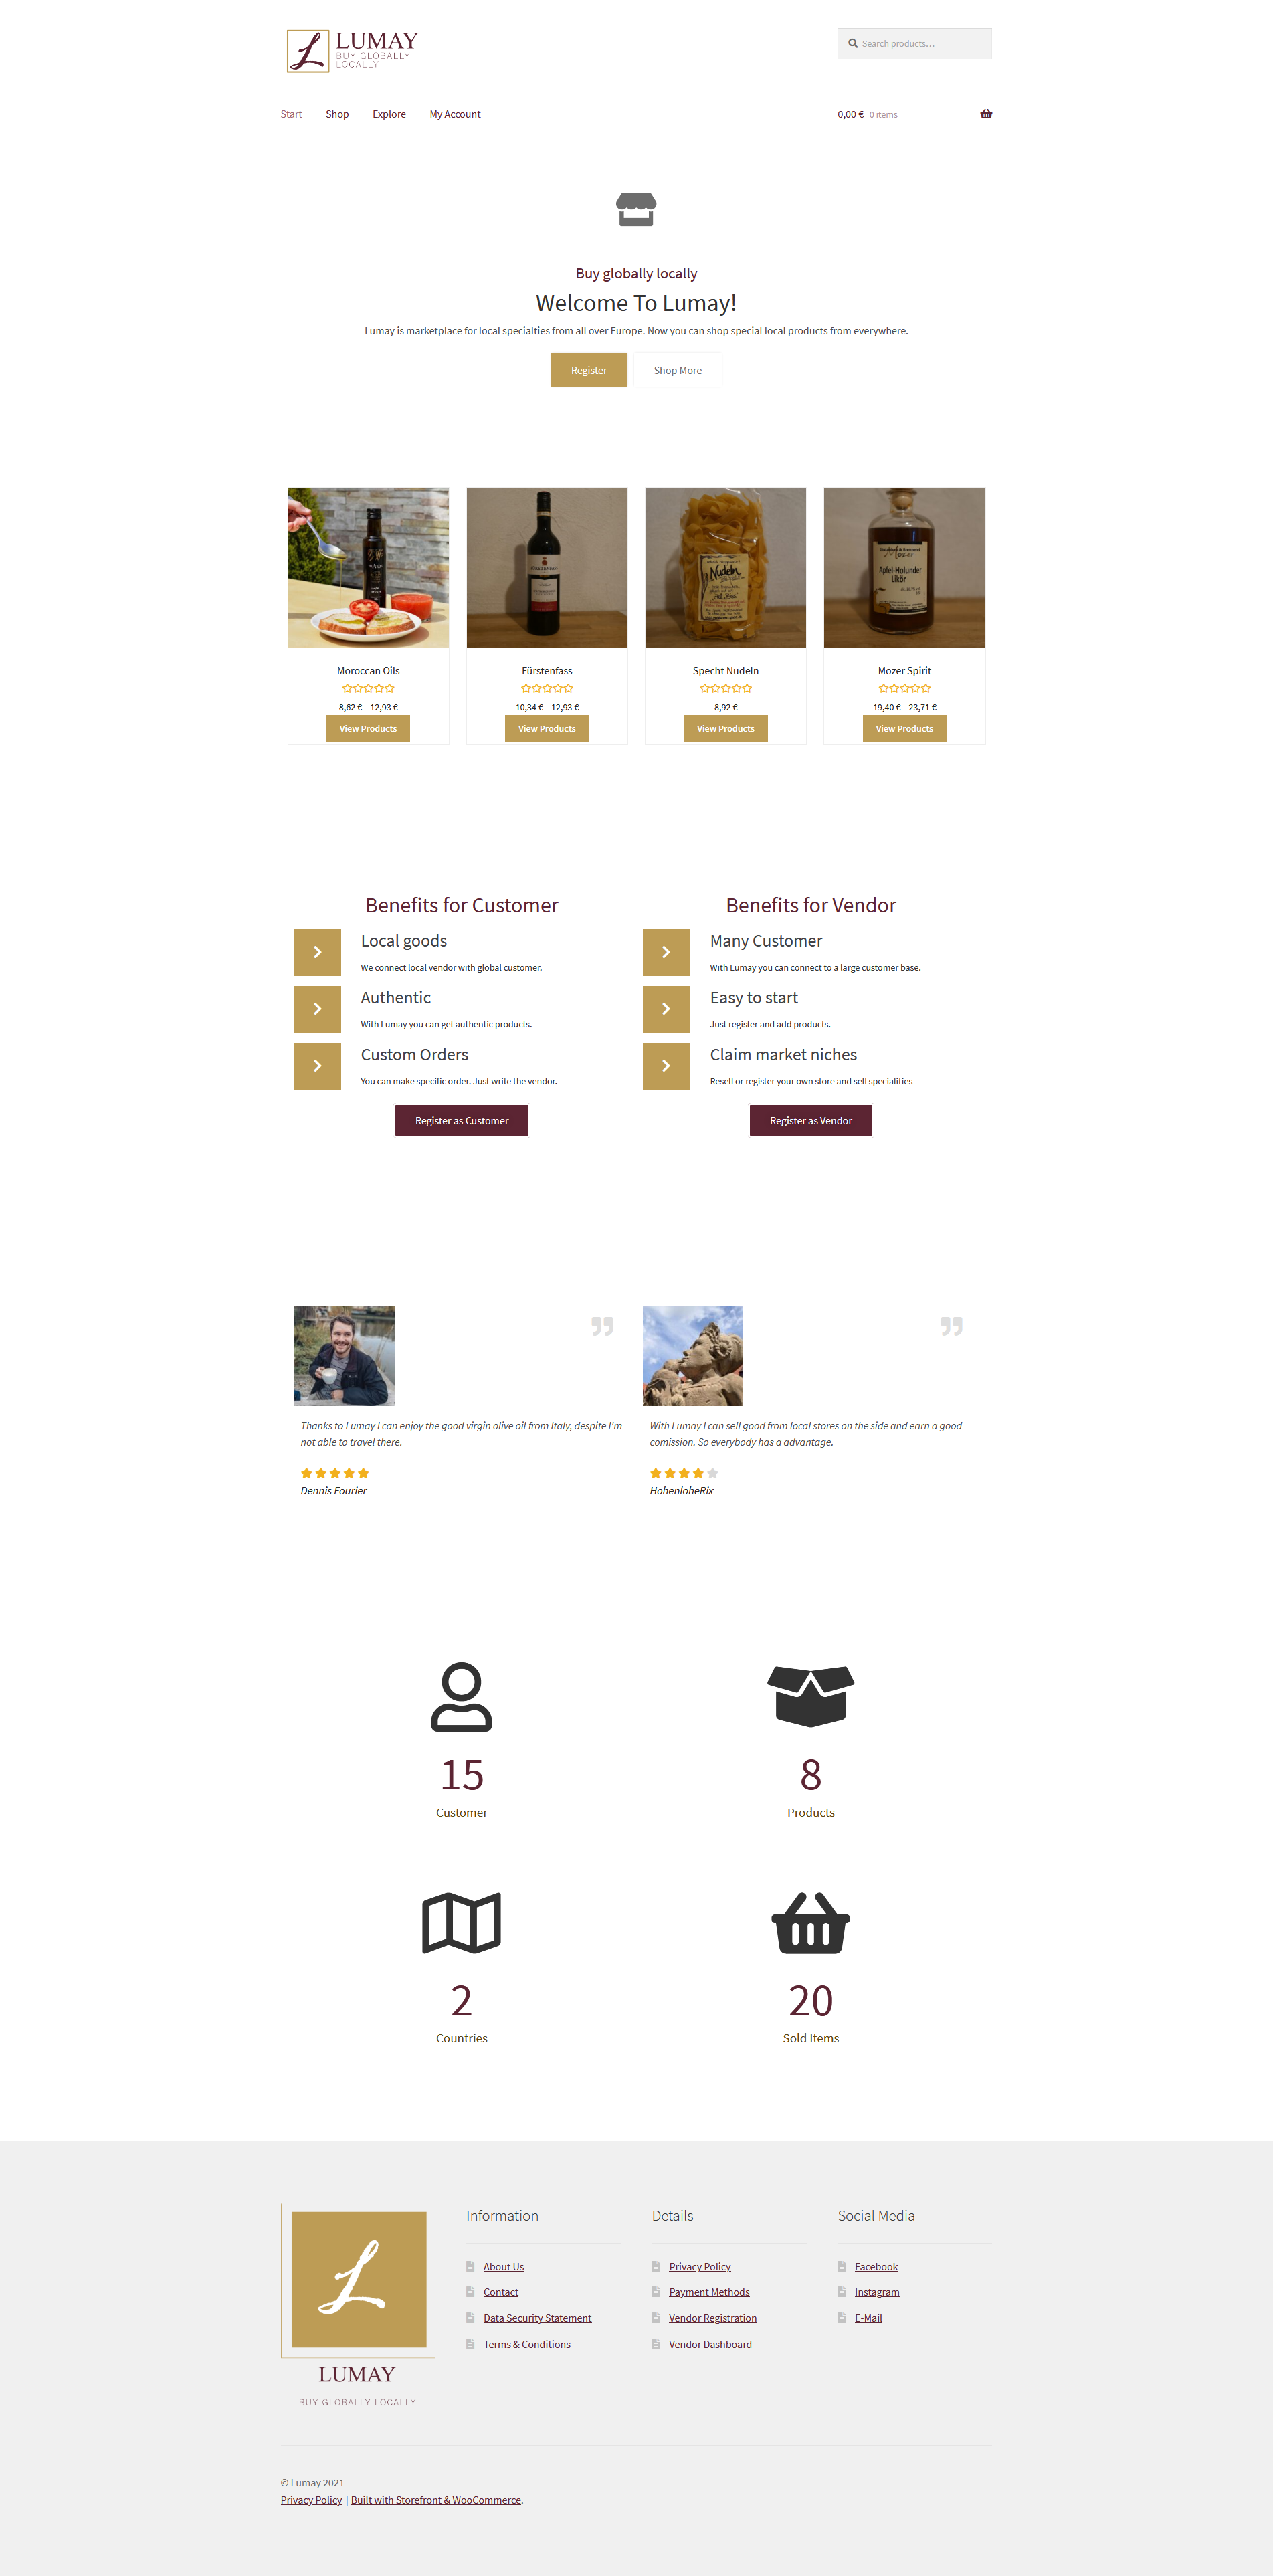 LUMAY
BUY GLOBALLY
LOCALLY
Search products…
Start Shop Explore My Account
0,00 € 0 items
Buy globally locally
Welcome To Lumay!
Lumay is marketplace for local specialties from all over Europe. Now you can shop special local products from everywhere.
Register Shop More
Nudeln
Apfel-Holunder
Likör
Moroccan Oils Fürstenfass Specht Nudeln Mozer Spirit
8,62 € – 12,93 € 10,34 € – 12,93 € 8,92 € 19,40 € – 23,71 €
View Products View Products View Products View Products
Benefits for Customer
Local goods
We connect local vendor with global customer.
Authentic
With Lumay you can get authentic products.
Custom Orders
You can make specific order. Just write the vendor.
Register as Customer
Benefits for Vendor
Many Customer
With Lumay you can connect to a large customer base.
Easy to start
Just register and add products.
Claim market niches
Resell or register your own store and sell specialities
Register as Vendor
Thanks to Lumay I can enjoy the good virgin olive oil from Italy, despite I'm
not able to travel there.
Dennis Fourier
With Lumay I can sell good from local stores on the side and earn a good
comission. So everybody has a advantage.
HohenloheRix
15
Customer
8
Products
2
Countries
20
Sold Items
L
LUMAY
BUY GLOBALLY LOCALLY
Information
About Us
Contact
Data Security Statement
Terms & Conditions
Details
Privacy Policy
Payment Methods
Vendor Registration
Vendor Dashboard
Social Media
Facebook
Instagram
E-Mail
© Lumay 2021
Privacy Policy | Built with Storefront & WooCommerce.